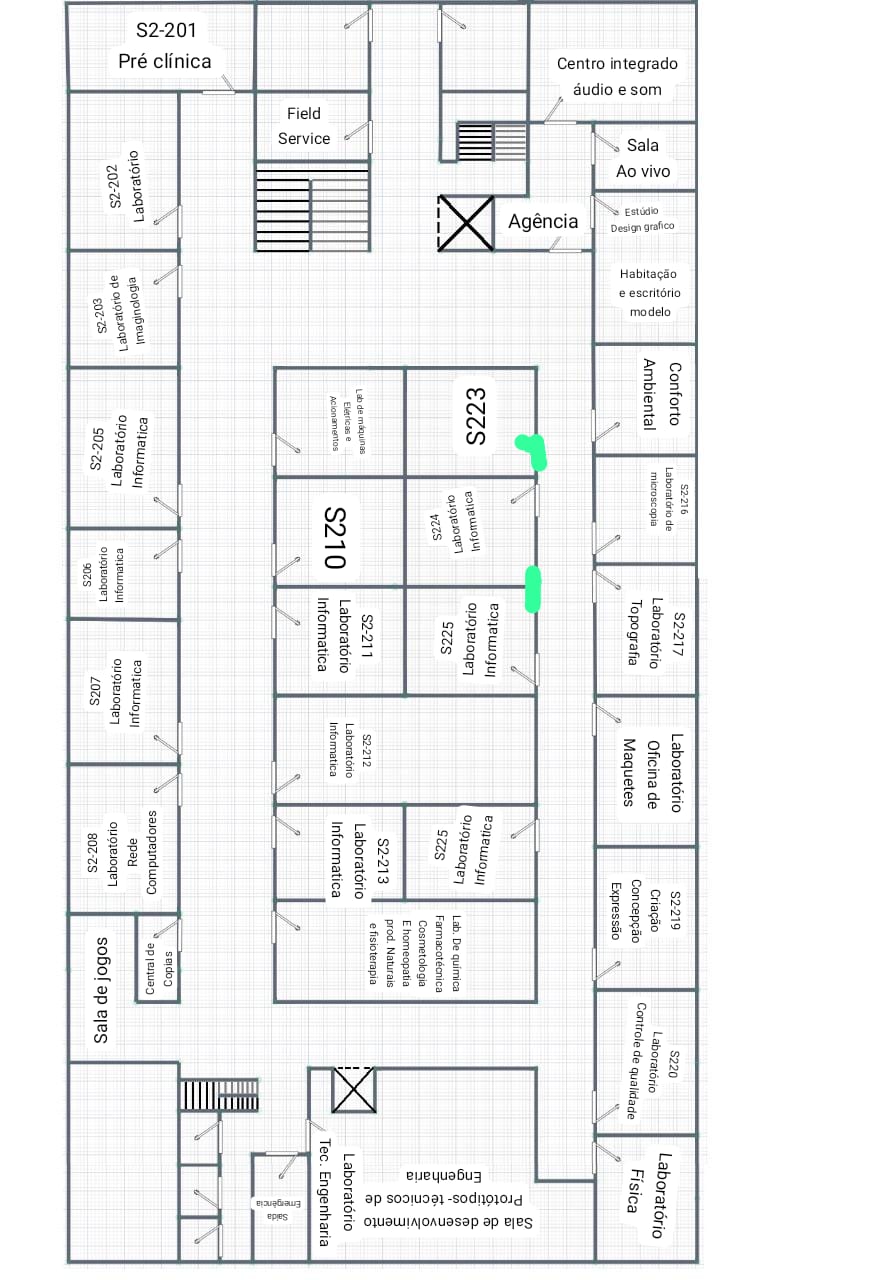 S2-201
Pré clínica
Field
Service
Centro integrado
áudio e som
Sala
Ao vivo
S2-202
Laboratório
Agência
Estúdio
Design grafico
Habitação
e escritório
modelo
S2-203
Laboratório de
Imaginologia
Conforto
Ambiental
Lab de máquinas
Elétricas e
Acionamentos
S223
S2-205
Laboratório
Informatica
S2-216
Laboratório de
microscopia
S210
S224
Laboratório
Informatica
S206
Laboratório
Informatica
S2-211
Laboratório
Informatica
S225
Laboratório
Informatica
S2-217
Laboratório
Topografia
S207
Laboratório
Informatica
S2-212
Laboratório
Informatica
Laboratório
Oficina de
Maquetes
S2-208
Laboratório
Rede
Computadores
S2-213
Laboratório
Informatica
S225
Laboratório
Informatica
S2-219
Criação
Concepção
Expressão
Sala de jogos
Central de
Copias
Lab. De química
Farmacotécnica
Cosmetologia
E homeopatia
prod. Naturais
e fisioterapia
S220
Laboratório
Controle de qualidade
Saída
Emergência
Laboratório
Tec. Engenharia
Sala de desenvolvimento
Protótipos- técnicos de
Engenharia
Laboratório
Física